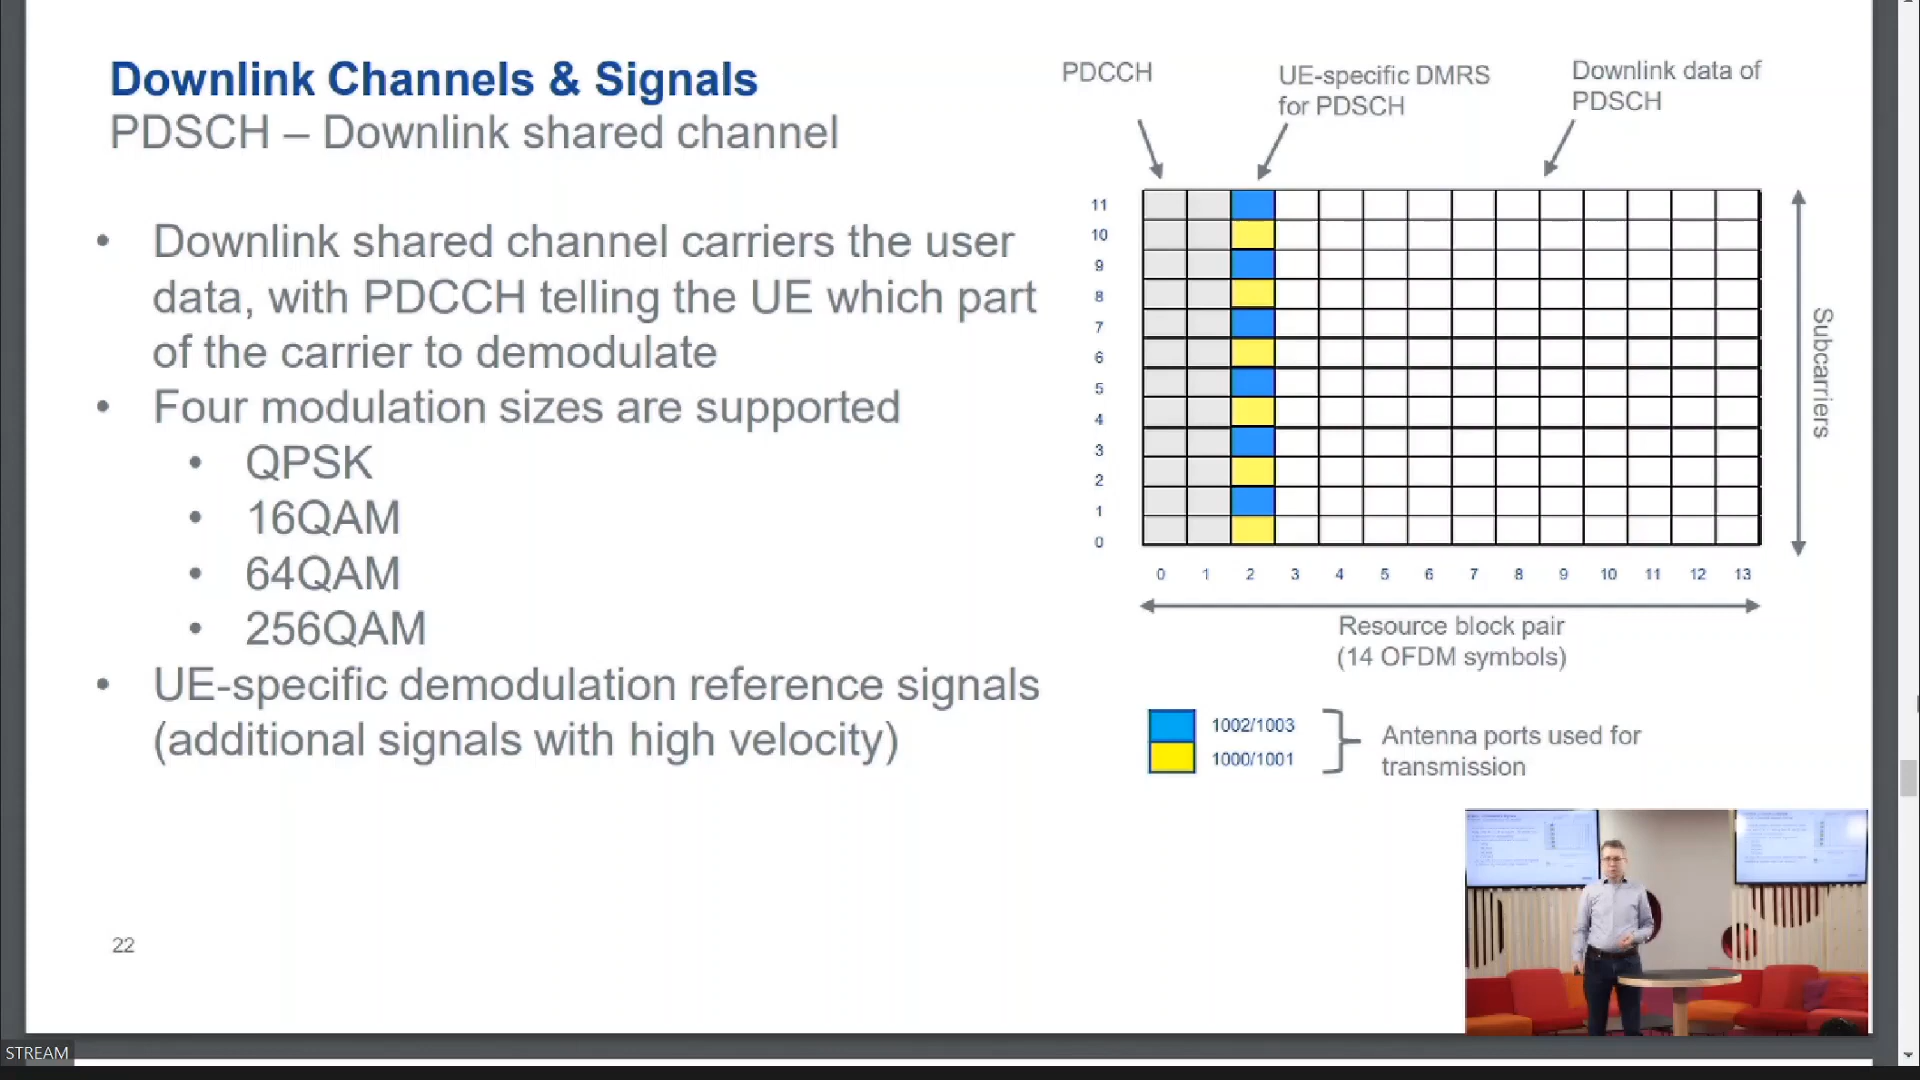 Downlink Channels & Signals
PDSCH – Downlink shared channel
• Downlink shared channel carriers the user
data, with PDCCH telling the UE which part
of the carrier to demodulate
• Four modulation sizes are supported
• QPSK
• 16QAM
• 64QAM
• 256QAM
• UE-specific demodulation reference signals
(additional signals with high velocity)
22
PDCCH
UE-specific DMRS
for PDSCH
Downlink data of
PDSCH
11
10
9
8
7
6
5
4
3
2
1
0
0 1 2 3 4 5 6 7 8 9 10 11 12 13
Subcarriers
Resource block pair
(14 OFDM symbols)
1002/1003
1000/1001
Antenna ports used for
transmission
STREAM